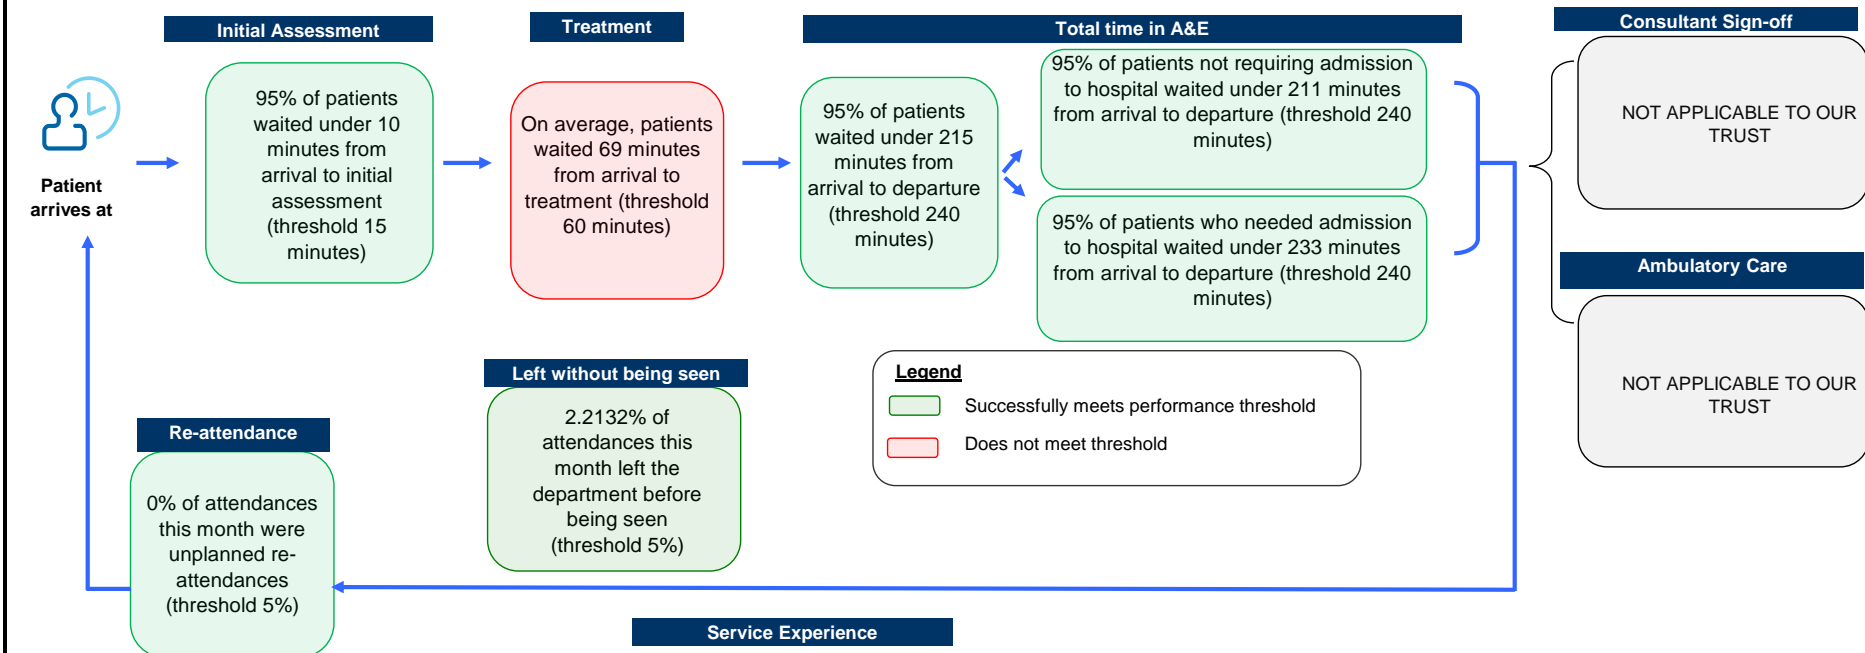 Initial Assessment
Treatment
Total time in A&E
Consultant Sign-off
Patient
arrives at
95% of patients
waited under 10
minutes from
arrival to initial
assessment
(threshold 15
minutes)
On average, patients
waited 69 minutes
from arrival to
treatment (threshold
60 minutes)
95% of patients
waited under 215
minutes from
arrival to departure
(threshold 240
minutes)
95% of patients not requiring admission
to hospital waited under 211 minutes
from arrival to departure (threshold 240
minutes)
95% of patients who needed admission
to hospital waited under 233 minutes
from arrival to departure (threshold 240
minutes)
NOT APPLICABLE TO OUR
TRUST
Ambulatory Care
NOT APPLICABLE TO OUR
TRUST
Left without being seen
2.2132% of
attendances this
month left the
department before
being seen
(threshold 5%)
Legend
Successfully meets performance threshold
Does not meet threshold
Re-attendance
0% of attendances
this month were
unplanned re-
attendances
(threshold 5%)
Service Experience